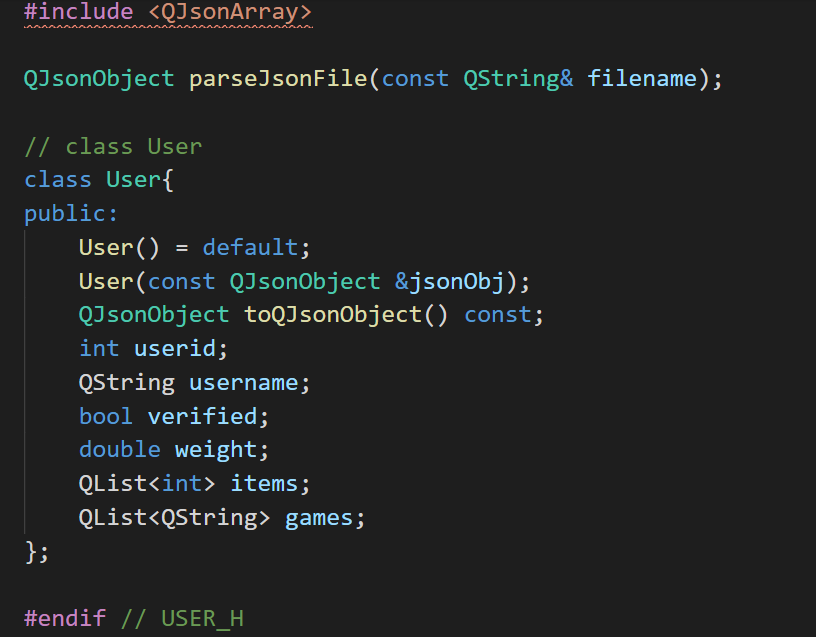 #include <QJsonArray>
QJsonObject parseJsonFile(const QString& filename);
// class User
class User{
public:
User() = default;
User(const QJsonObject &jsonObj);
QJsonObject toQJsonObject() const;
int userid;
QString username;
bool verified;
double weight;
QList<int> items;
QList<QString> games;
};
#endif // USER_H